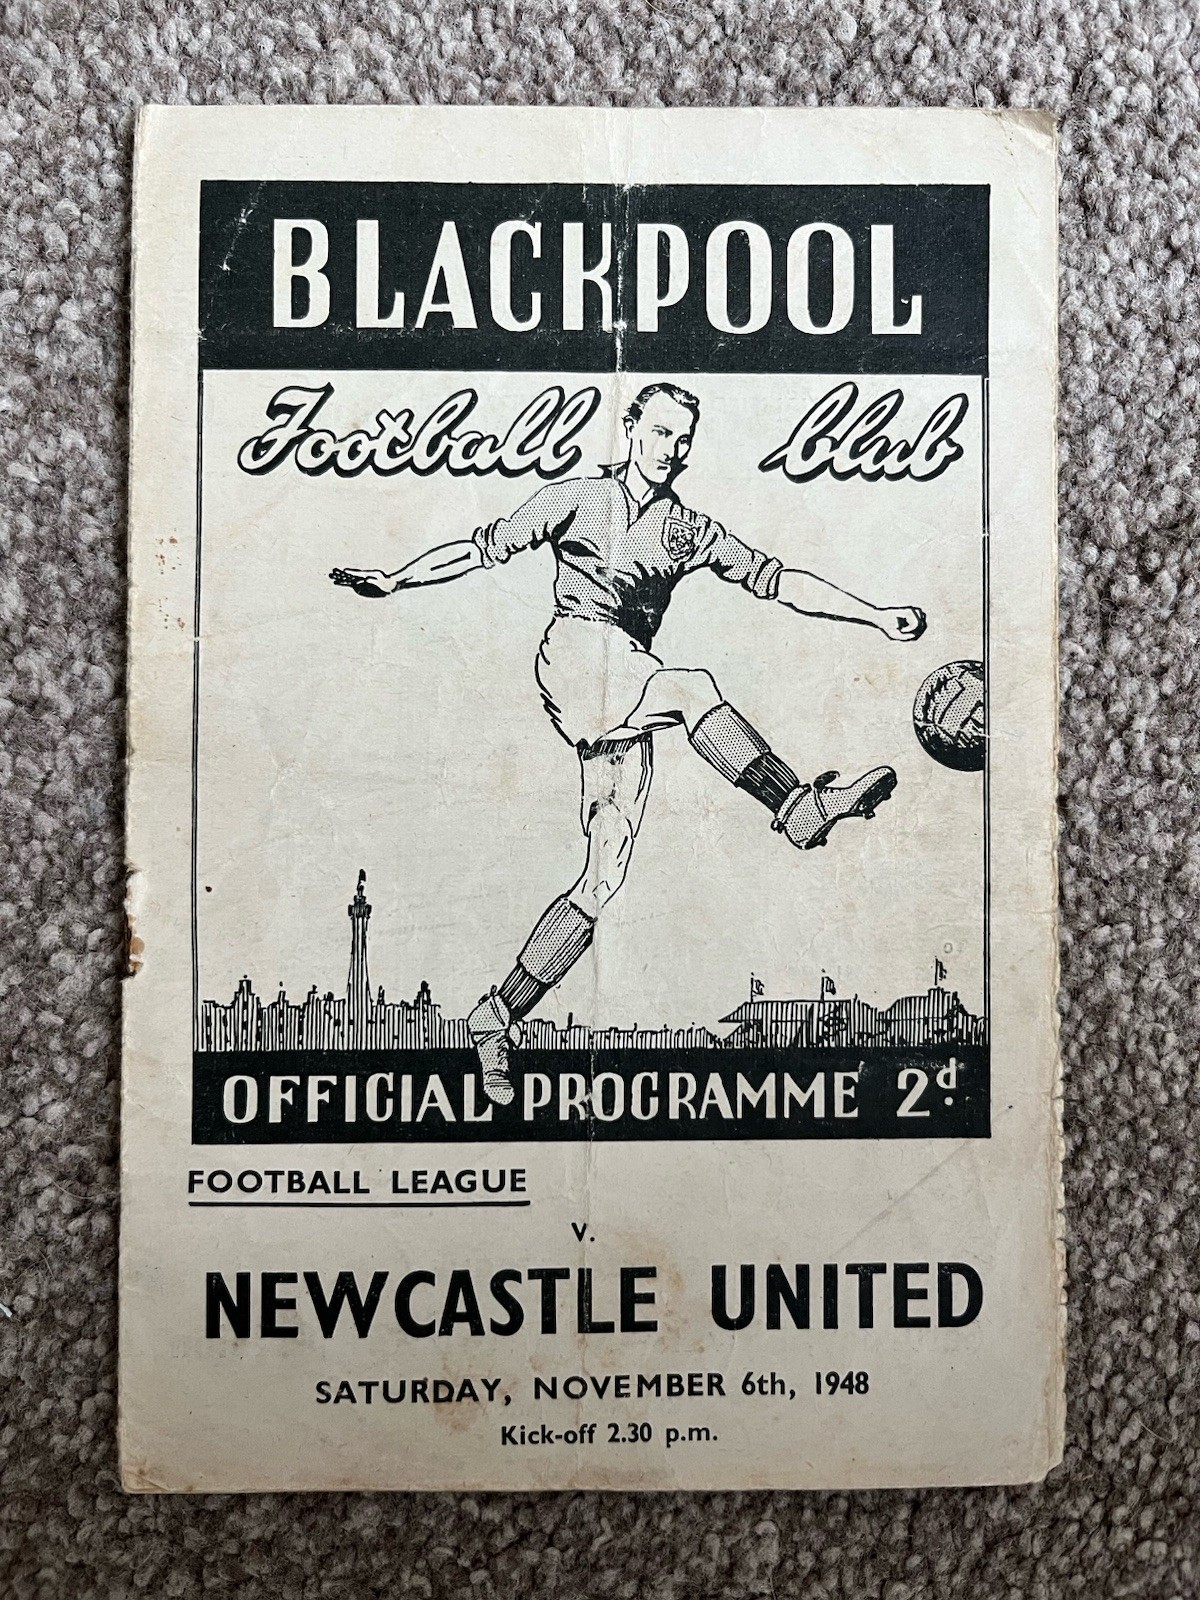 BLACKPOOL
Football Club
OFFICIAL PROGRAMME 2d.
FOOTBALL LEAGUE
v.
NEWCASTLE UNITED
SATURDAY, NOVEMBER 6th, 1948
Kick-off 2.30 p.m.